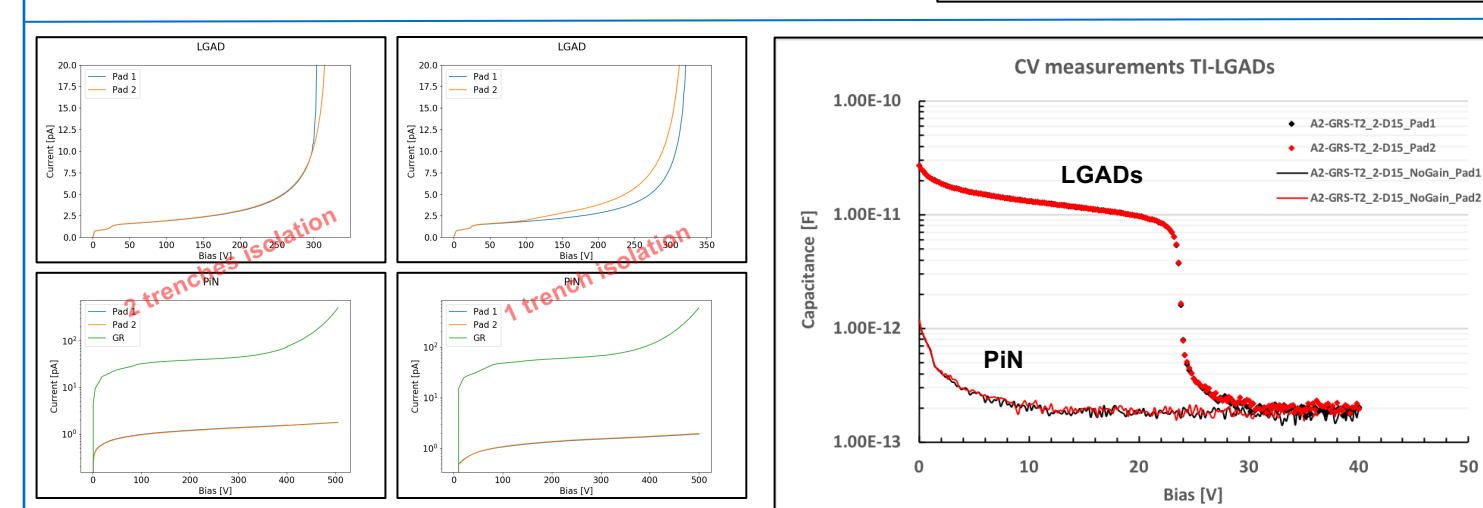 LGAD
20.0
17.5
15.0
12.5
10.0
7.5
5.0
2.5
0.0
Current [pA]
Pad 1
Pad 2
0 50 100 150 200 250 300
Bias [V]
LGAD
20.0
17.5
15.0
12.5
10.0
7.5
5.0
2.5
0.0
Current [pA]
Pad 1
Pad 2
0 50 100 150 200 250 300 350
Bias [V]
2 trenches isolation
1 trench isolation
PiN
10²
10¹
10⁰
Current [pA]
Pad 1
Pad 2
GR
0 100 200 300 400 500
Bias [V]
PiN
10²
10¹
10⁰
Current [pA]
Pad 1
Pad 2
GR
0 100 200 300 400 500
Bias [V]
CV measurements TI-LGADs
1.00E-10
1.00E-11
1.00E-12
1.00E-13
Capacitance [F]
A2-GRS-T2_2-D15_Pad1
A2-GRS-T2_2-D15_Pad2
A2-GRS-T2_2-D15_NoGain_Pad1
A2-GRS-T2_2-D15_NoGain_Pad2
LGADs
PiN
0 10 20 30 40 50
Bias [V]